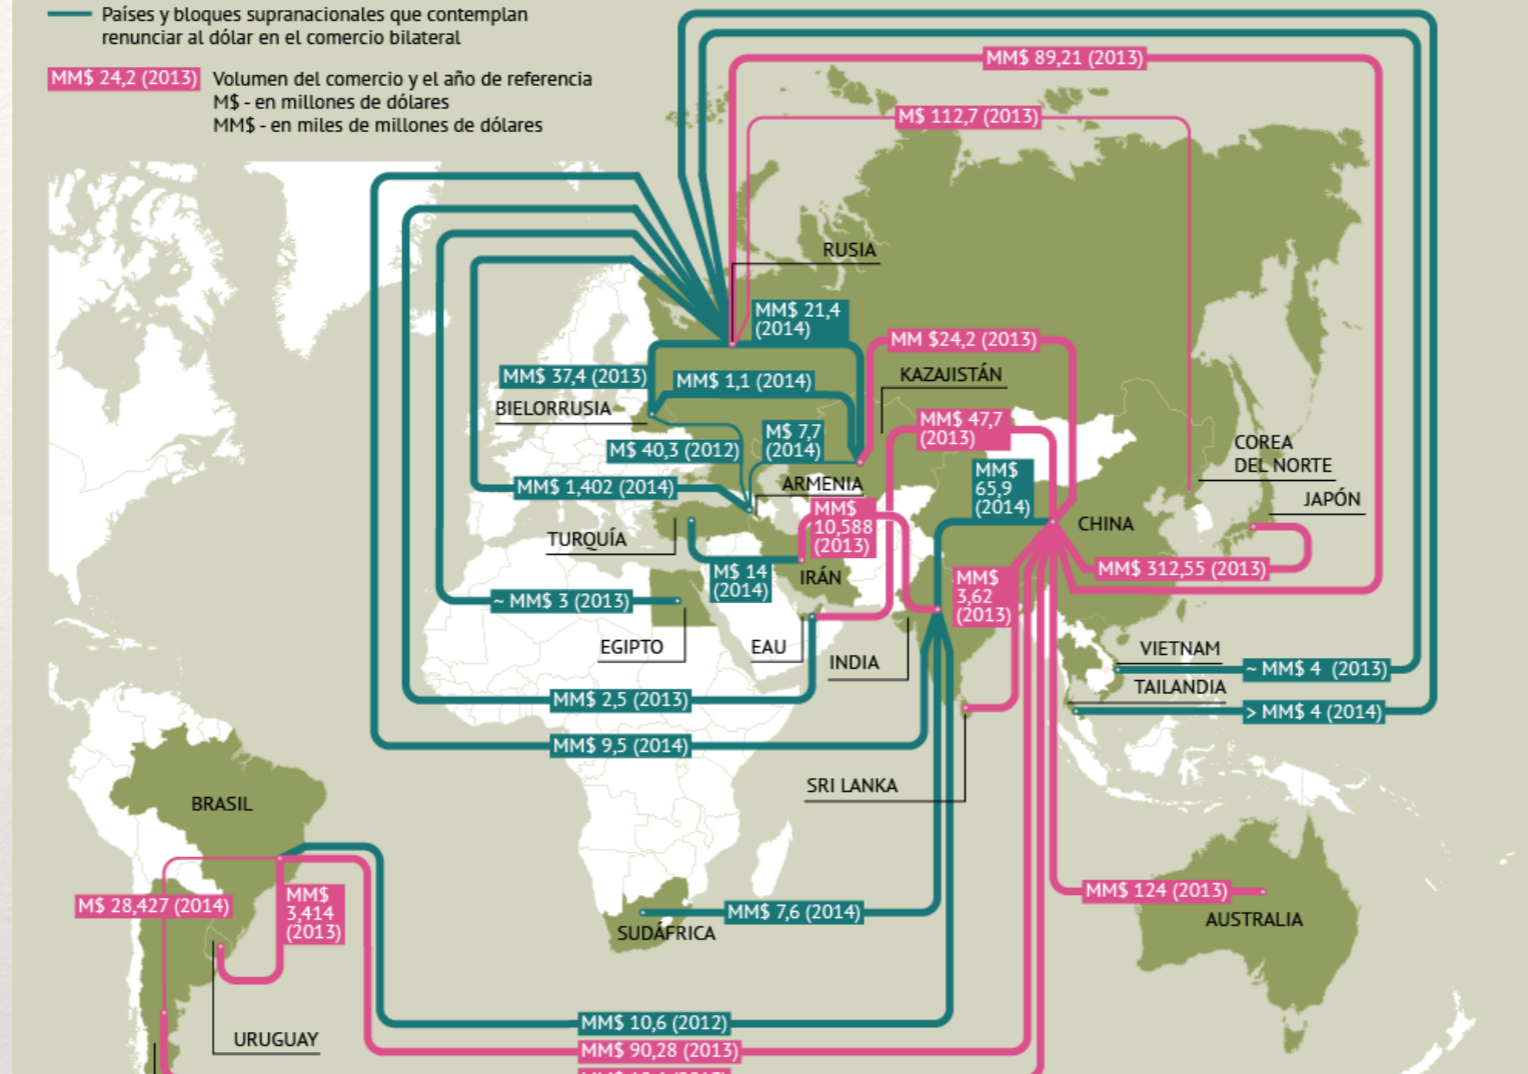 Países y bloques supranacionales que contemplan
renunciar al dólar en el comercio bilateral
MM$ 24,2 (2013)
Volumen del comercio y el año de referencia
M$ - en millones de dólares
MM$ - en miles de millones de dólares
MM$ 89,21 (2013)
M$ 112,7 (2013)
RUSIA
MM$ 21,4
(2014)
MM $24,2 (2013)
MM$ 37,4 (2013)
MM$ 1,1 (2014)
KAZAJISTÁN
BIELORRUSIA
MM$ 47,7
(2013)
M$ 40,3 (2012)
M$ 7,7
(2014)
COREA
DEL NORTE
MM$
65,9
(2014)
MM$ 1,402 (2014)
ARMENIA
JAPÓN
MM$
10,588
(2013)
CHINA
TURQUÍA
MM$ 312,55 (2013)
M$ 14
(2014)
IRÁN
MM$
3,62
(2013)
~ MM$ 3 (2013)
EGIPTO
EAU
INDIA
VIETNAM
~ MM$ 4 (2013)
TAILANDIA
MM$ 2,5 (2013)
> MM$ 4 (2014)
MM$ 9,5 (2014)
SRI LANKA
BRASIL
M$ 28,427 (2014)
MM$
3,414
(2013)
MM$ 7,6 (2014)
SUDÁFRICA
MM$ 124 (2013)
AUSTRALIA
MM$ 10,6 (2012)
URUGUAY
MM$ 90,28 (2013)